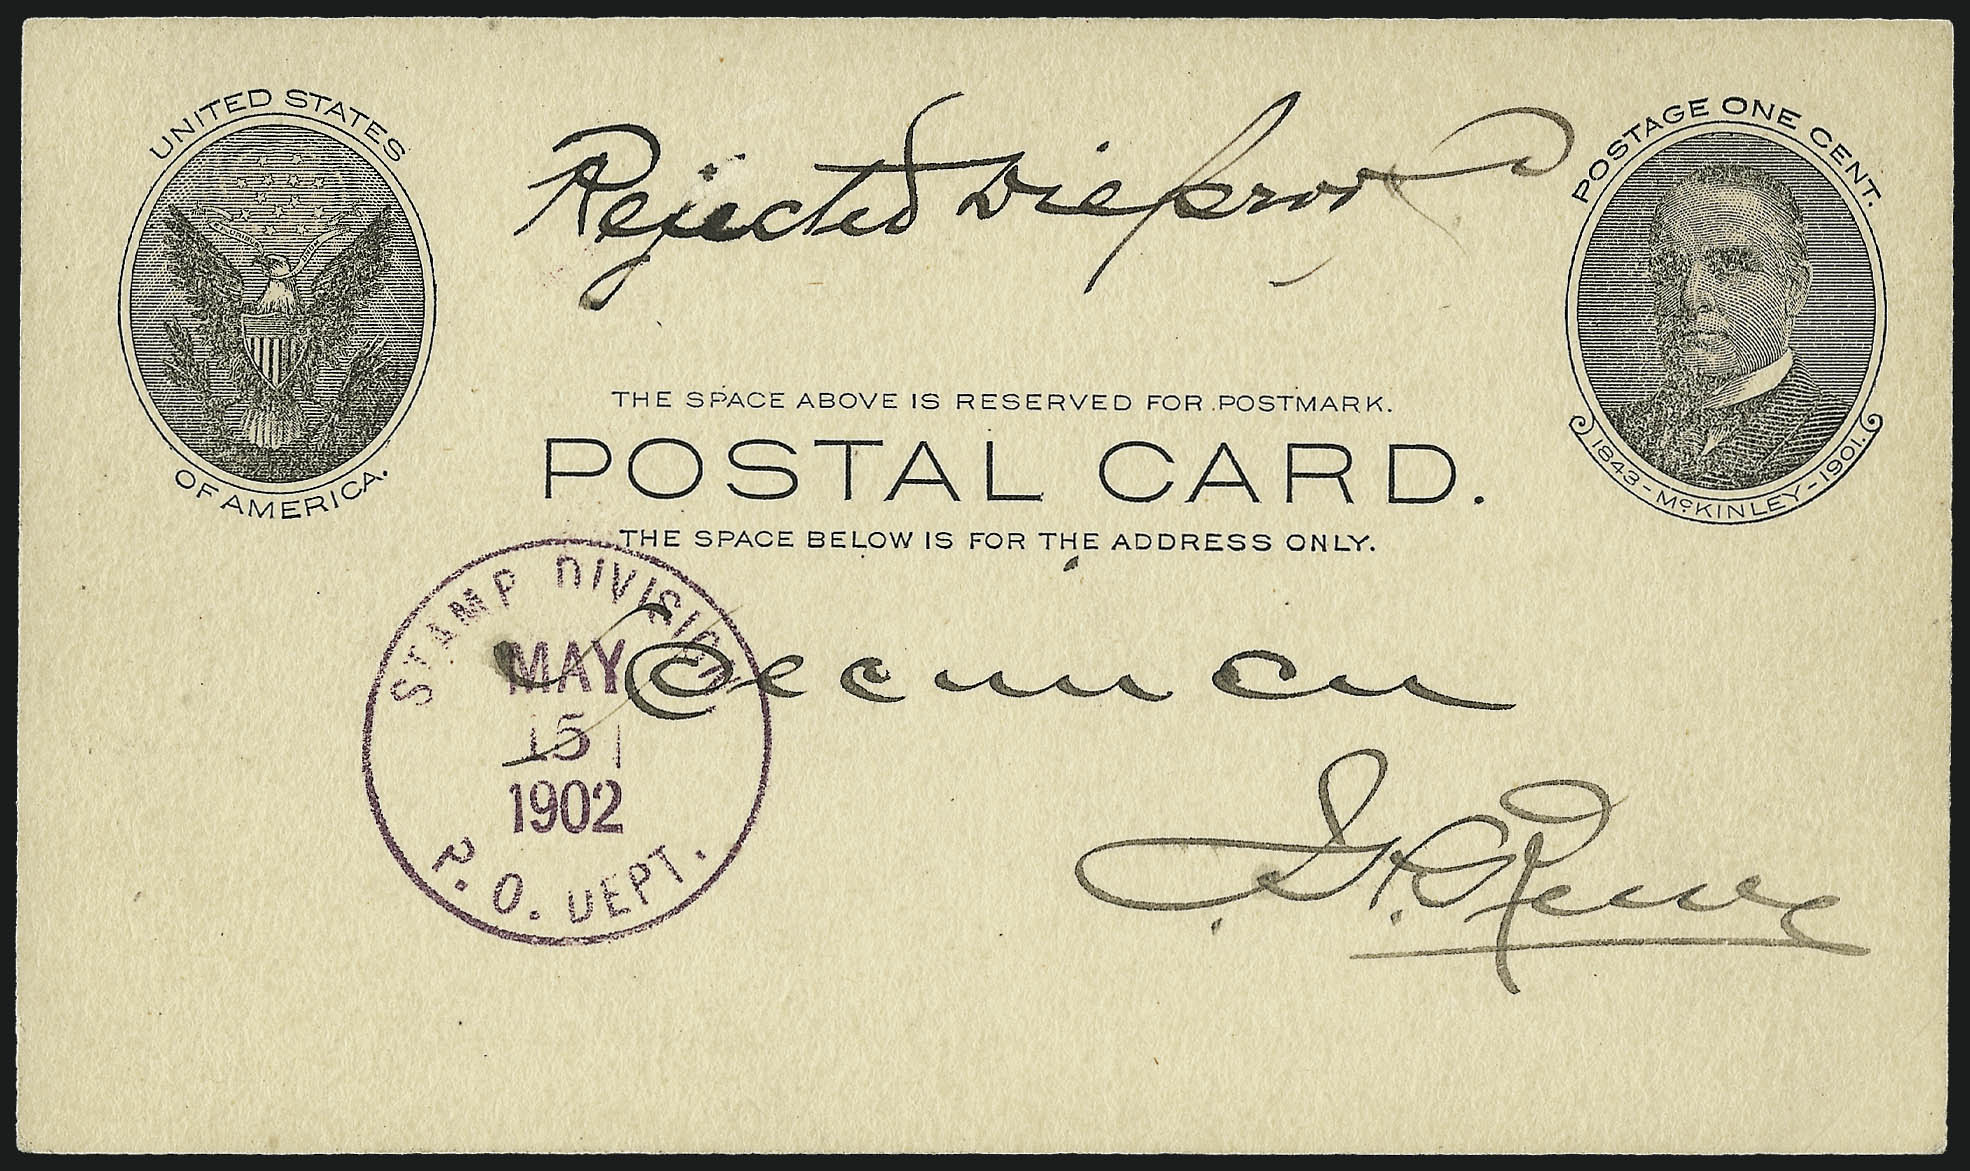 UNITED STATES
OF AMERICA.
Rejected Die proof
POSTAGE ONE CENT.
1843 - McKINLEY - 1901.
THE SPACE ABOVE IS RESERVED FOR POSTMARK.
POSTAL CARD.
THE SPACE BELOW IS FOR THE ADDRESS ONLY.
STAMP DIVISION
MAY
15
1902
P. O. DEPT.
Specimen